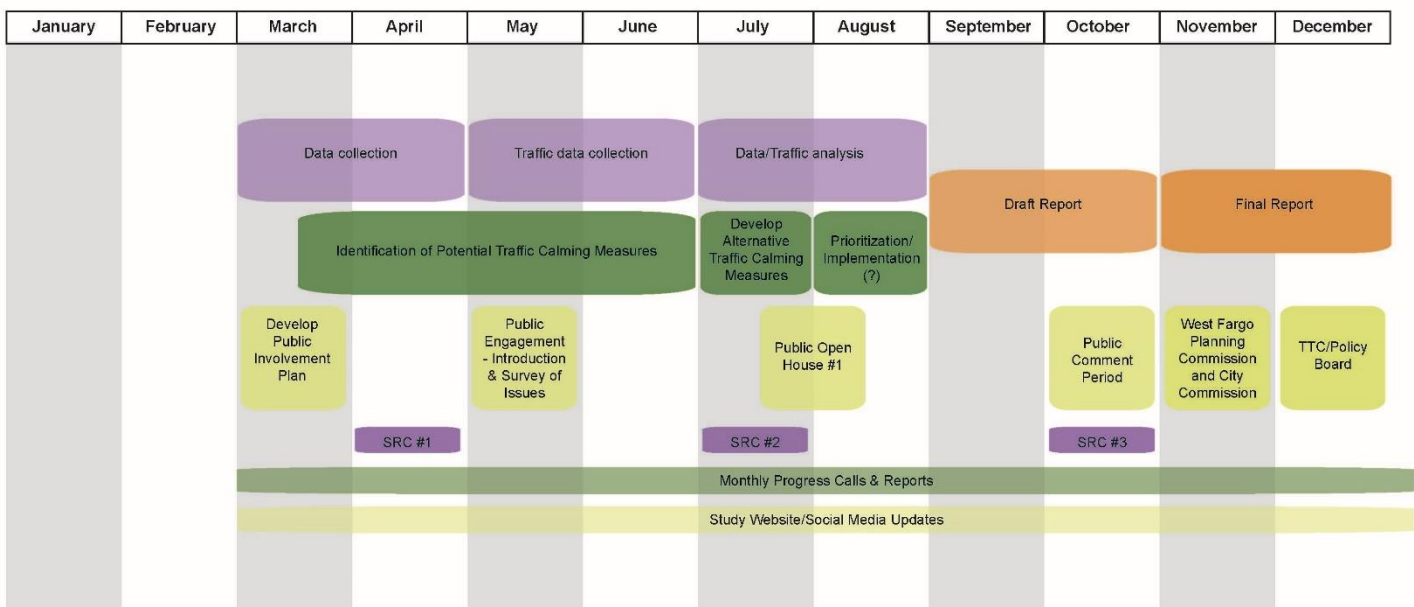 January February March April May June July August September October November December
Data collection
Traffic data collection
Data/Traffic analysis
Draft Report
Final Report
Identification of Potential Traffic Calming Measures
Develop
Alternative
Traffic Calming
Measures
Prioritization/
Implementation
(?)
Develop
Public
Involvement
Plan
Public
Engagement
- Introduction
& Survey of
Issues
Public Open
House #1
Public
Comment
Period
West Fargo
Planning
Commission
and City
Commission
TTC/Policy
Board
SRC #1
SRC #2
SRC #3
Monthly Progress Calls & Reports
Study Website/Social Media Updates